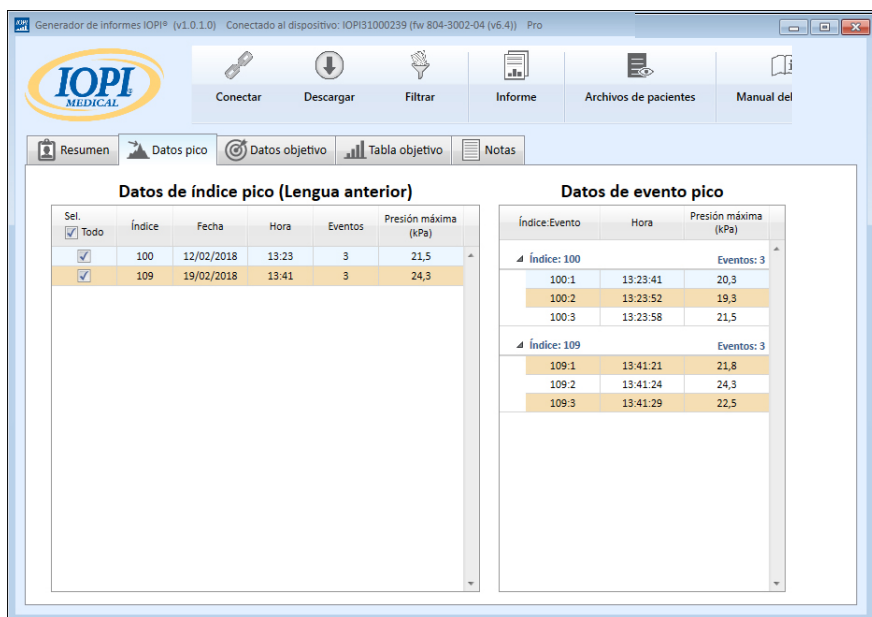 Generador de informes IOPI® (v1.0.1.0) Conectado al dispositivo: IOPI31000239 (fw 804-3002-04 (v6.4)) Pro
IOPI
MEDICAL
Conectar Descargar Filtrar Informe Archivos de pacientes Manual del
Resumen Datos pico Datos objetivo Tabla objetivo Notas
Datos de índice pico (Lengua anterior)
Sel. Todo Índice Fecha Hora Eventos Presión máxima (kPa)
100 12/02/2018 13:23 3 21,5
109 19/02/2018 13:41 3 24,3
Datos de evento pico
Índice:Evento Hora Presión máxima (kPa)
Índice: 100 Eventos: 3
100:1 13:23:41 20,3
100:2 13:23:52 19,3
100:3 13:23:58 21,5
Índice: 109 Eventos: 3
109:1 13:41:21 21,8
109:2 13:41:24 24,3
109:3 13:41:29 22,5